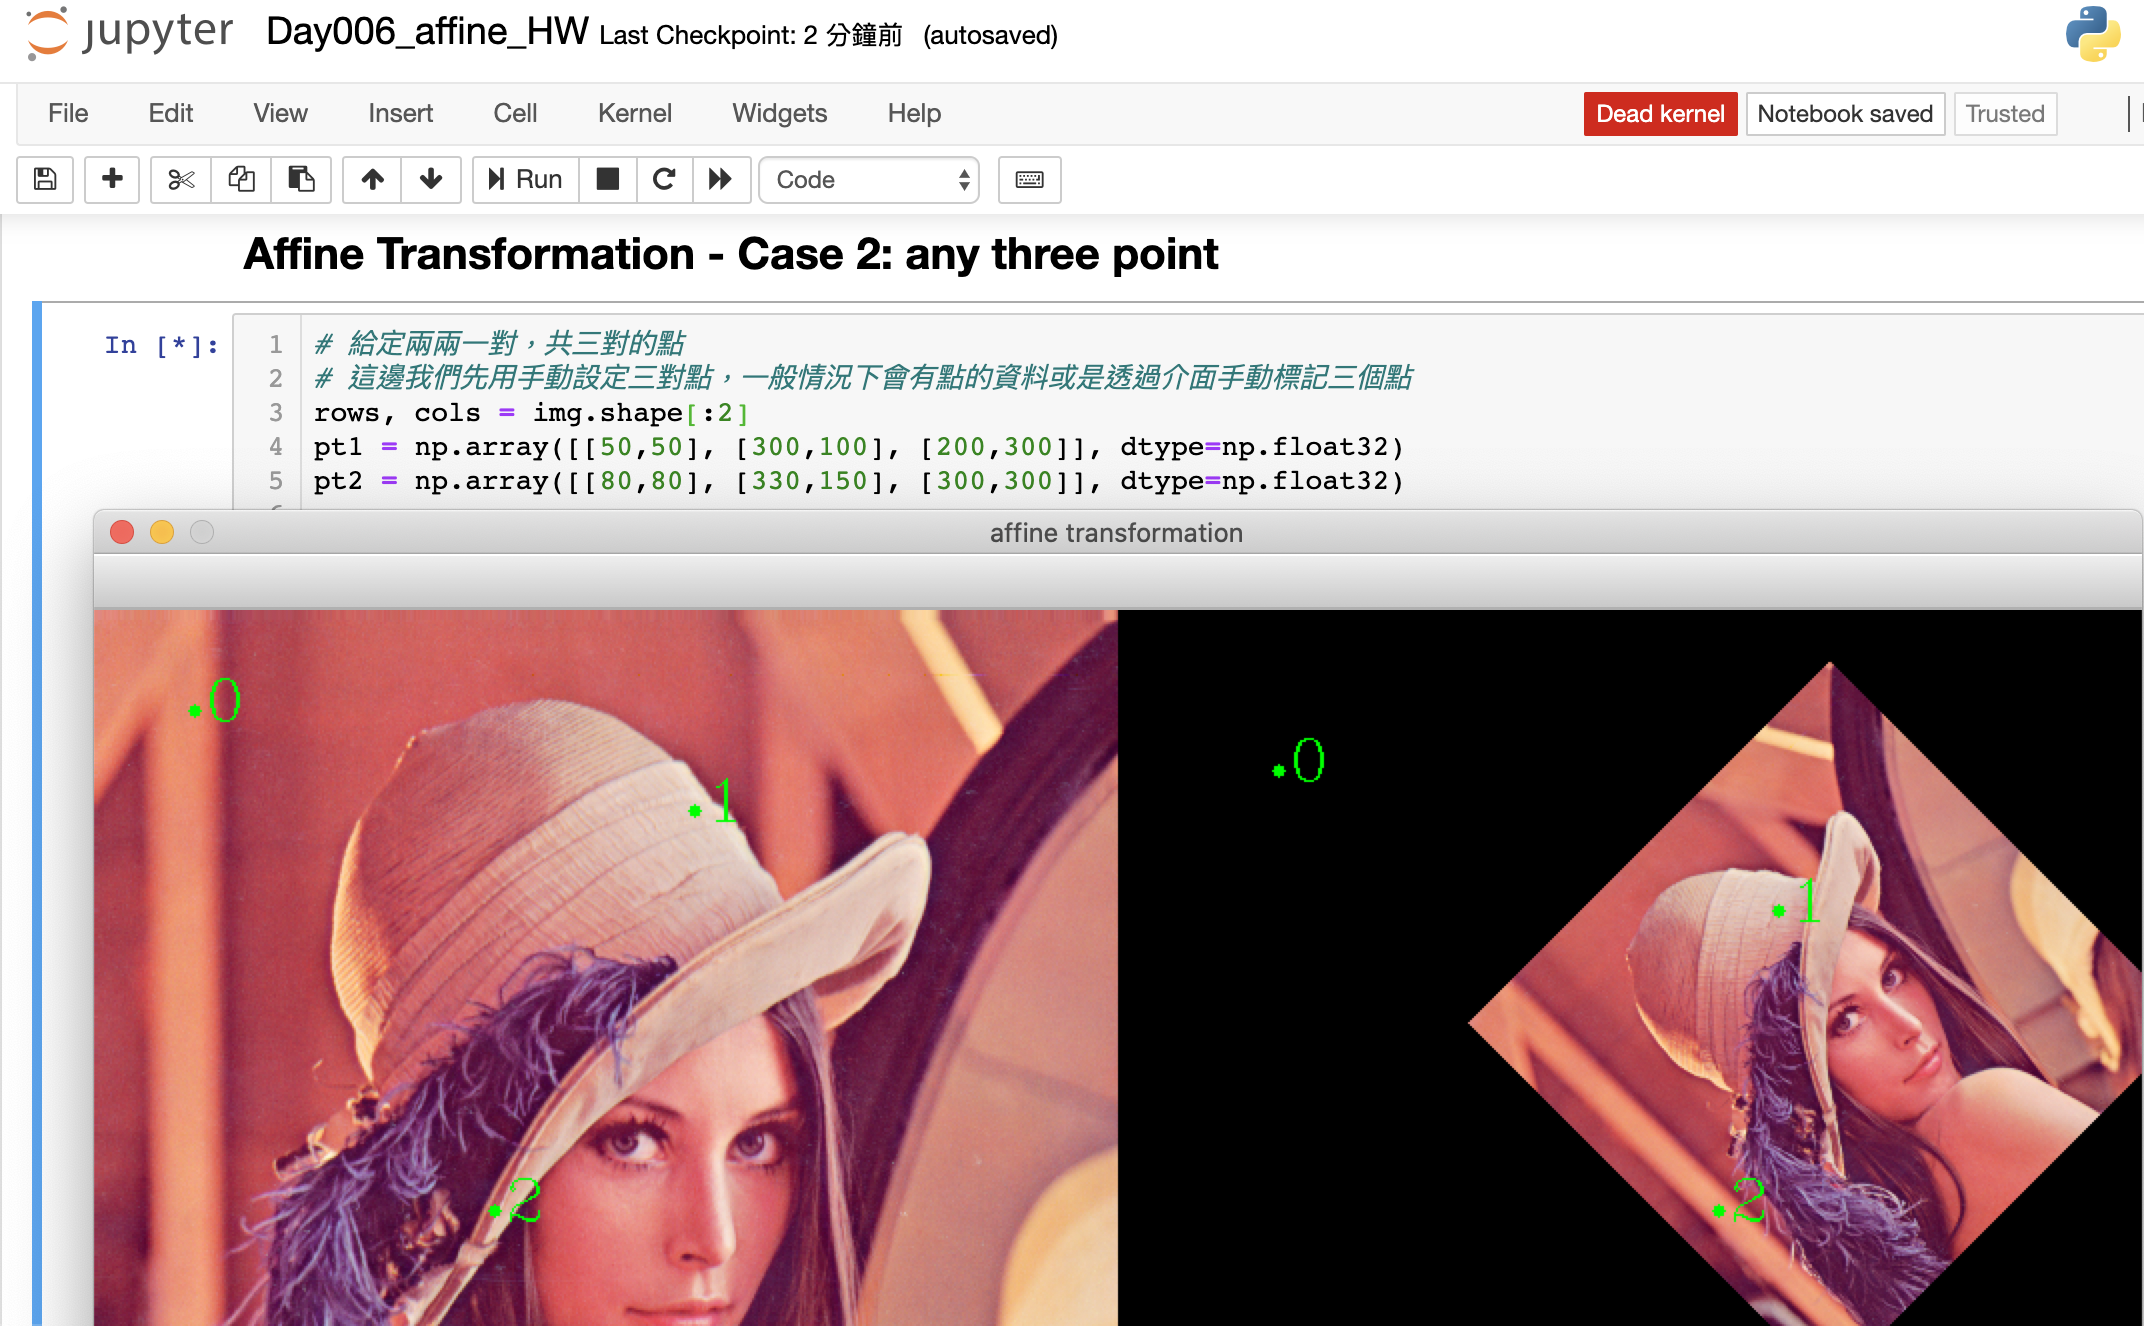 jupyter Day006_affine_HW Last Checkpoint: 2 分鐘前 (autosaved)
File Edit View Insert Cell Kernel Widgets Help Dead kernel Notebook saved Trusted
Run Code
Affine Transformation - Case 2: any three point
In [*]:
1 # 給定兩兩一對，共三對的點
2 # 這邊我們先用手動設定三對點，一般情況下會有點的資料或是透過介面手動標記三個點
3 rows, cols = img.shape[:2]
4 pt1 = np.array([[50,50], [300,100], [200,300]], dtype=np.float32)
5 pt2 = np.array([[80,80], [330,150], [300,300]], dtype=np.float32)
affine transformation
0
0
1
1
2
2